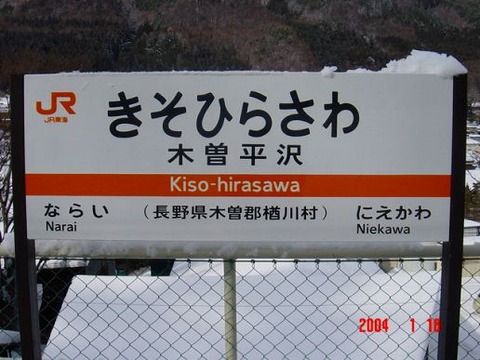 JR
JR東海
きそひらさわ
木曽平沢
Kiso-hirasawa
ならい
Narai
（長野県木曽郡楢川村）
にえかわ
Niekawa
2004 1 18